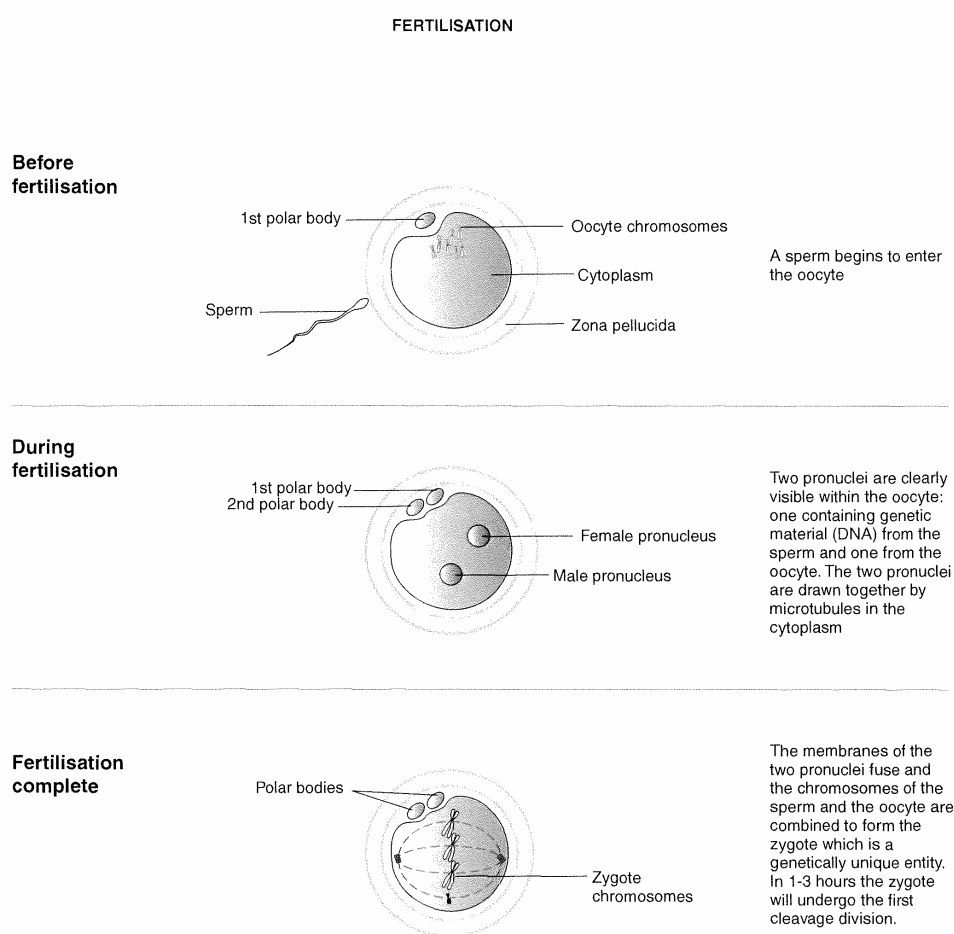 FERTILISATION
Before
fertilisation
1st polar body
Oocyte chromosomes
Cytoplasm
Sperm
Zona pellucida
A sperm begins to enter
the oocyte
During
fertilisation
1st polar body
2nd polar body
Female pronucleus
Male pronucleus
Two pronuclei are clearly
visible within the oocyte:
one containing genetic
material (DNA) from the
sperm and one from the
oocyte. The two pronuclei
are drawn together by
microtubules in the
cytoplasm
Fertilisation
complete
Polar bodies
Zygote
chromosomes
The membranes of the
two pronuclei fuse and
the chromosomes of the
sperm and the oocyte are
combined to form the
zygote which is a
genetically unique entity.
In 1-3 hours the zygote
will undergo the first
cleavage division.